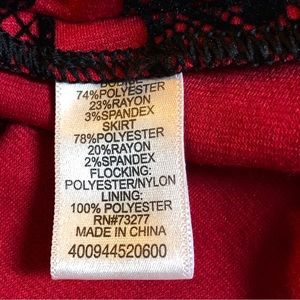 BODICE
74%POLYESTER
23%RAYON
3%SPANDEX
SKIRT
78%POLYESTER
20%RAYON
2%SPANDEX
FLOCKING:
POLYESTER/NYLON
LINING:
100% POLYESTER
RN#73277
MADE IN CHINA
400944520600